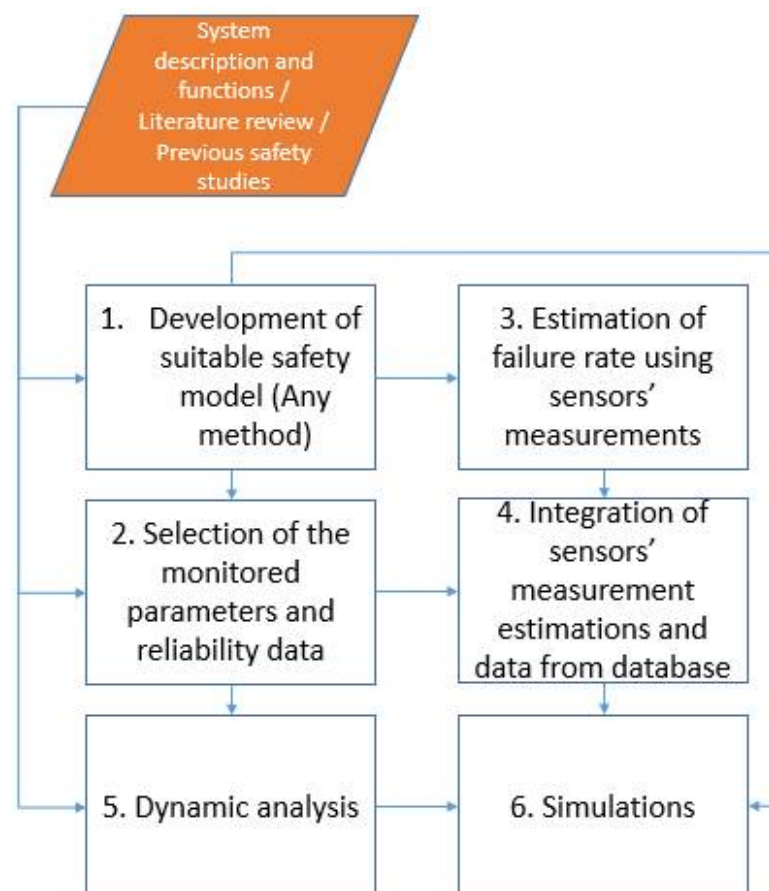 System
description and
functions /
Literature review /
Previous safety
studies
1. Development of
suitable safety
model (Any
method)
3. Estimation of
failure rate using
sensors’
measurements
2. Selection of the
monitored
parameters and
reliability data
4. Integration of
sensors’
measurement
estimations and
data from database
5. Dynamic analysis
6. Simulations